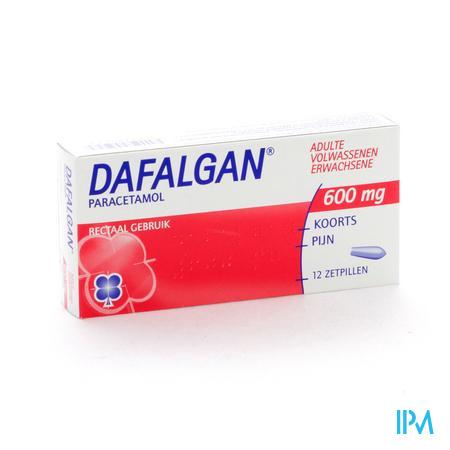 DAFALGAN®
PARACETAMOL
ADULTE
VOLWASSENEN
ERWACHSENE
600 mg
RECTAAL GEBRUIK
KOORTS
PIJN
12 ZETPILLEN
DAFALGAN®
IPM